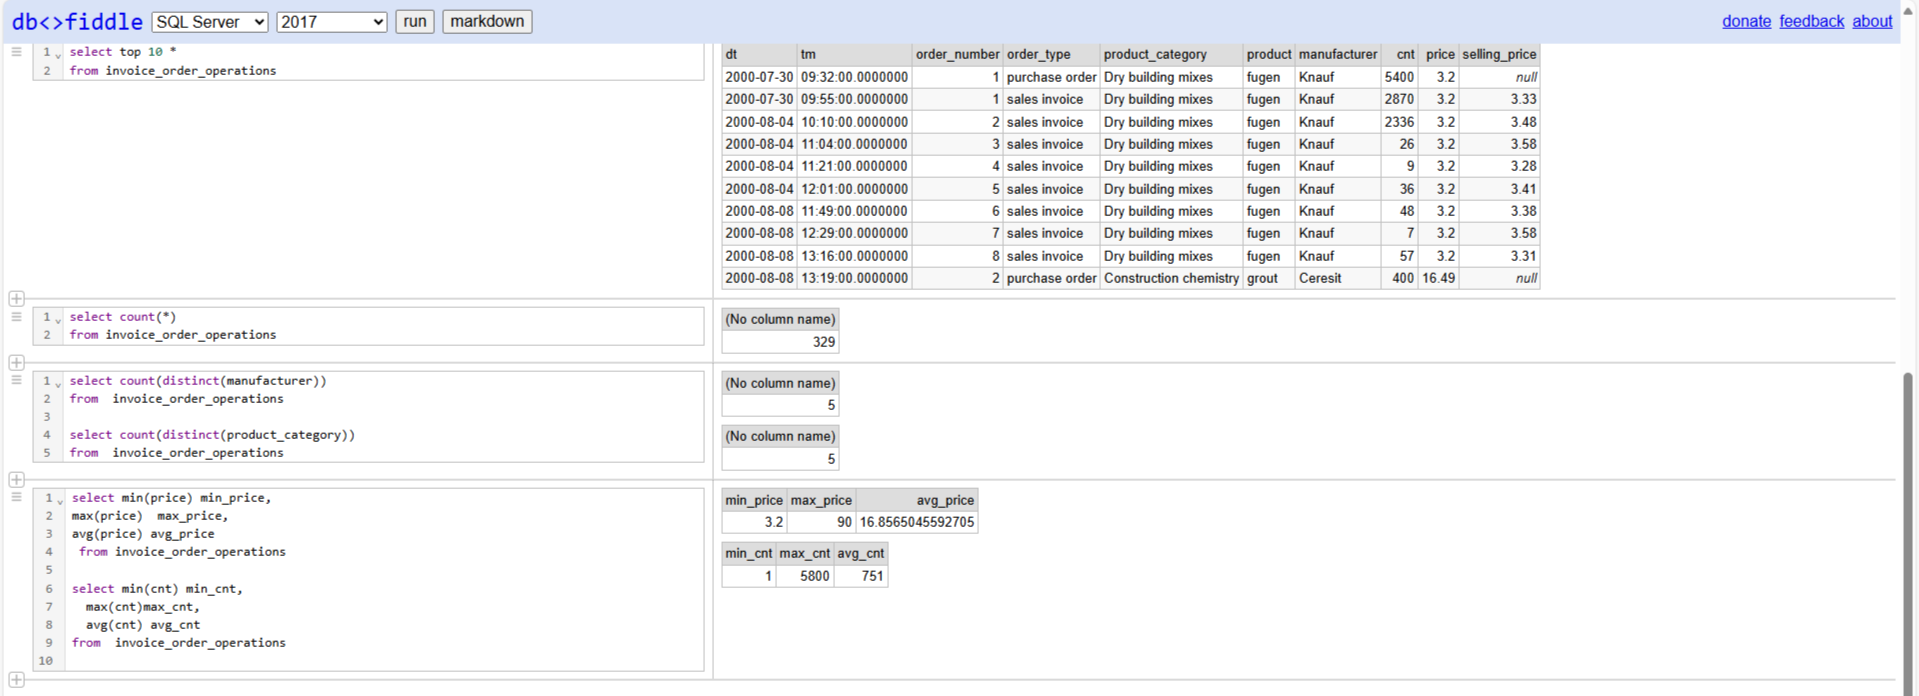 db<>fiddle SQL Server 2017 run markdown donate feedback about
1 select top 10 *
2 from invoice_order_operations
dt tm order_number order_type product_category product manufacturer cnt price selling_price
2000-07-30 09:32:00.0000000 1 purchase order Dry building mixes fugen Knauf 5400 3.2 null
2000-07-30 09:55:00.0000000 1 sales invoice Dry building mixes fugen Knauf 2870 3.2 3.33
2000-08-04 10:10:00.0000000 2 sales invoice Dry building mixes fugen Knauf 2336 3.2 3.48
2000-08-04 11:04:00.0000000 3 sales invoice Dry building mixes fugen Knauf 26 3.2 3.58
2000-08-04 11:21:00.0000000 4 sales invoice Dry building mixes fugen Knauf 9 3.2 3.28
2000-08-04 12:01:00.0000000 5 sales invoice Dry building mixes fugen Knauf 36 3.2 3.41
2000-08-08 11:49:00.0000000 6 sales invoice Dry building mixes fugen Knauf 48 3.2 3.38
2000-08-08 12:29:00.0000000 7 sales invoice Dry building mixes fugen Knauf 7 3.2 3.58
2000-08-08 13:16:00.0000000 8 sales invoice Dry building mixes fugen Knauf 57 3.2 3.31
2000-08-08 13:19:00.0000000 2 purchase order Construction chemistry grout Ceresit 400 16.49 null
1 select count(*)
2 from invoice_order_operations
(No column name)
329
1 select count(distinct(manufacturer))
2 from  invoice_order_operations
3
4 select count(distinct(product_category))
5 from  invoice_order_operations
(No column name)
5
(No column name)
5
1 select min(price) min_price,
2 max(price)  max_price,
3 avg(price) avg_price
4  from invoice_order_operations
5
6 select min(cnt) min_cnt,
7   max(cnt)max_cnt,
8   avg(cnt) avg_cnt
9 from  invoice_order_operations
10
min_price max_price avg_price
3.2 90 16.8565045592705
min_cnt max_cnt avg_cnt
1 5800 751